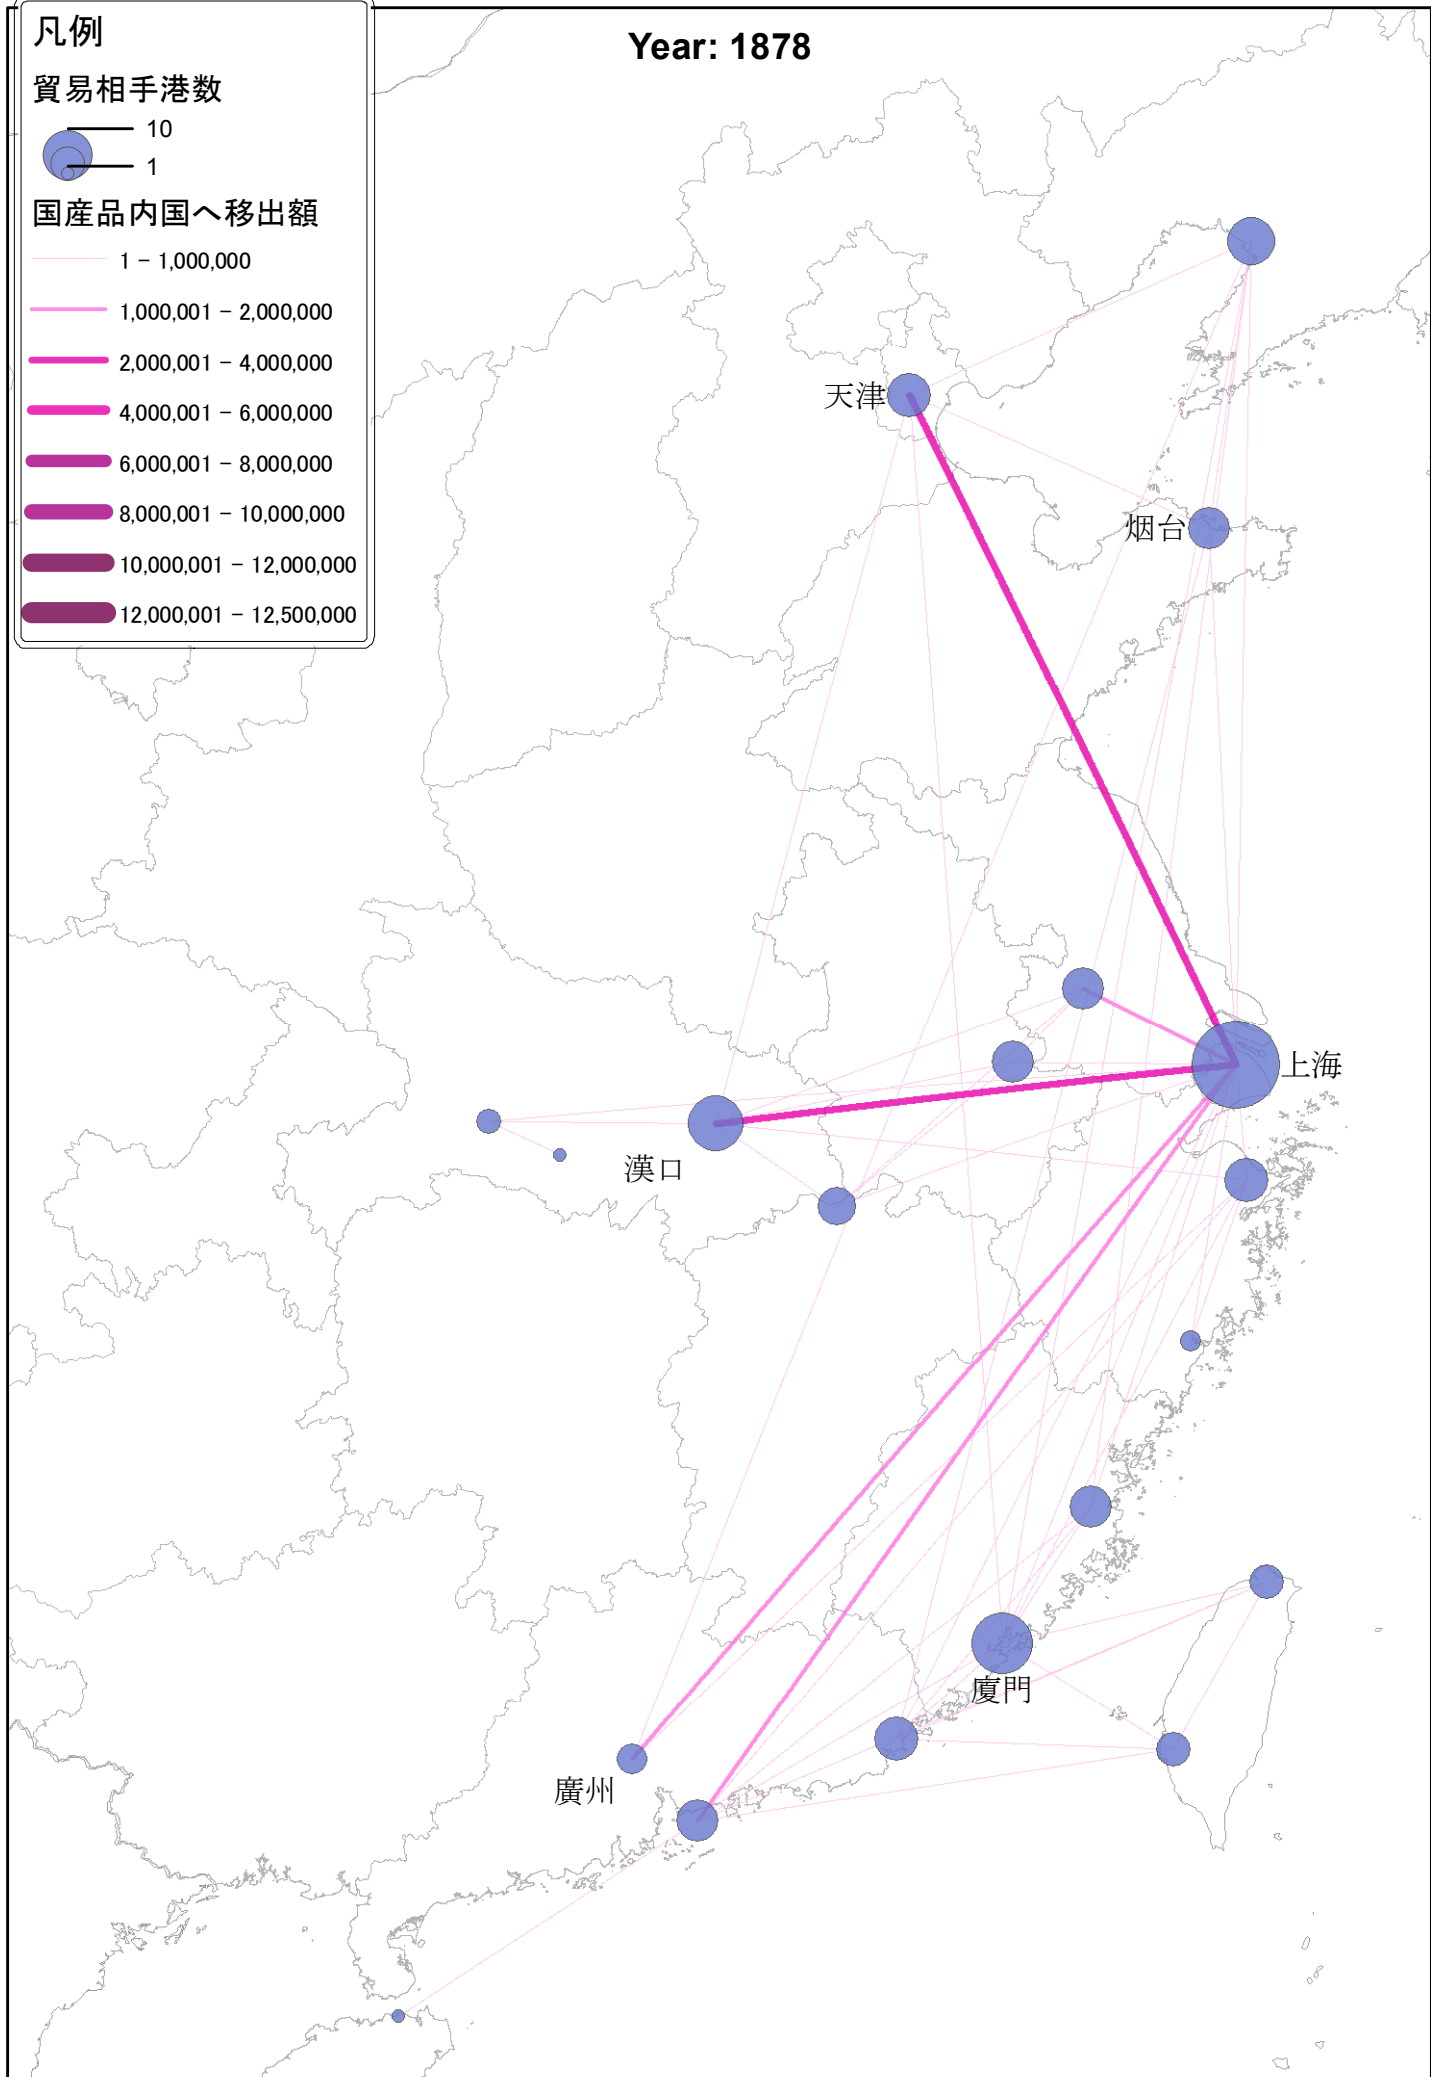 凡例
Year: 1878
貿易相手港数
10
1
国産品内国へ移出額
1 − 1,000,000
1,000,001 − 2,000,000
2,000,001 − 4,000,000
4,000,001 − 6,000,000
6,000,001 − 8,000,000
8,000,001 − 10,000,000
10,000,001 − 12,000,000
12,000,001 − 12,500,000
天津
烟台
上海
漢口
廈門
廣州